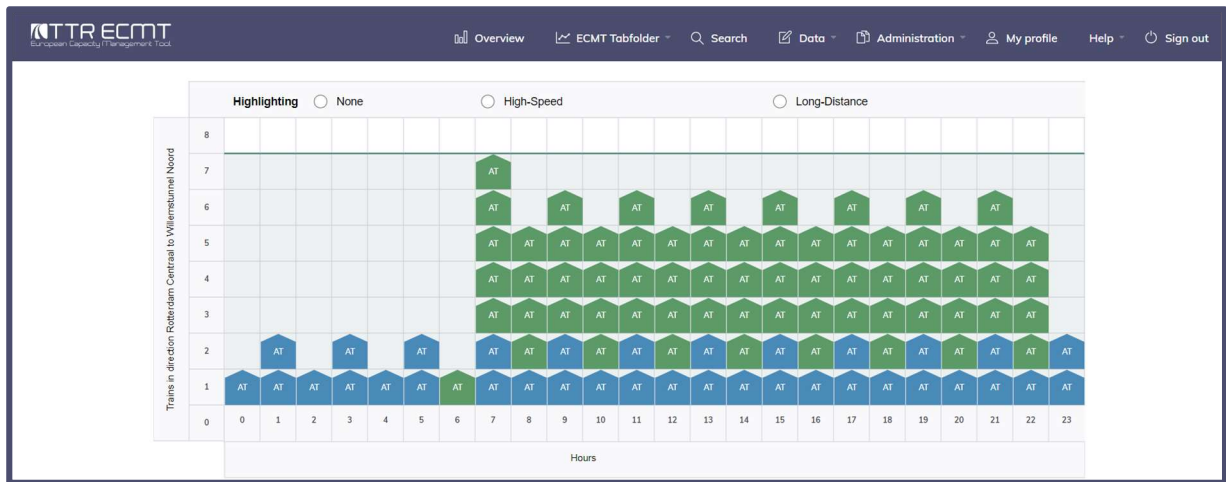 TTR ECMT
European Capacity Management Tool
Overview ECMT Tabfolder Search Data Administration My profile Help Sign out
Highlighting None High-Speed Long-Distance
Trains in direction Rotterdam Centraal to Willemstunnel Noord
8
7 AT
6 AT AT AT AT AT AT AT AT
5 AT AT AT AT AT AT AT AT AT AT AT AT AT AT AT AT
4 AT AT AT AT AT AT AT AT AT AT AT AT AT AT AT AT
3 AT AT AT AT AT AT AT AT AT AT AT AT AT AT AT AT
2 AT AT AT AT AT AT AT AT AT AT AT AT AT AT AT AT AT AT AT AT
1 AT AT AT AT AT AT AT AT AT AT AT AT AT AT AT AT AT AT AT AT AT AT AT AT
0 0 1 2 3 4 5 6 7 8 9 10 11 12 13 14 15 16 17 18 19 20 21 22 23
Hours